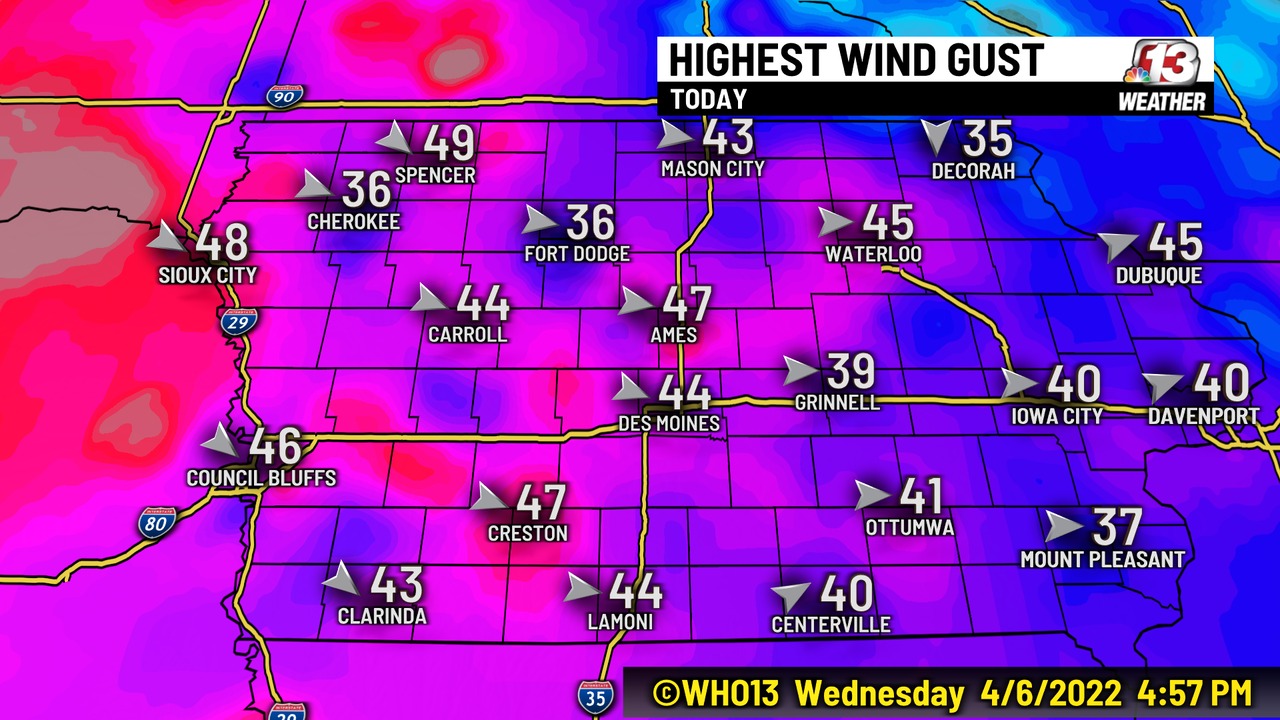 HIGHEST WIND GUST
TODAY
13
WEATHER
90
49
SPENCER
43
MASON CITY
35
DECORAH
36
CHEROKEE
36
FORT DODGE
45
WATERLOO
48
SIOUX CITY
45
DUBUQUE
29
44
CARROLL
47
AMES
39
GRINNELL
44
DES MOINES
40
IOWA CITY
40
DAVENPORT
46
COUNCIL BLUFFS
80
47
CRESTON
41
OTTUMWA
37
MOUNT PLEASANT
43
CLARINDA
44
LAMONI
40
CENTERVILLE
35
©WHO13 Wednesday 4/6/2022 4:57 PM